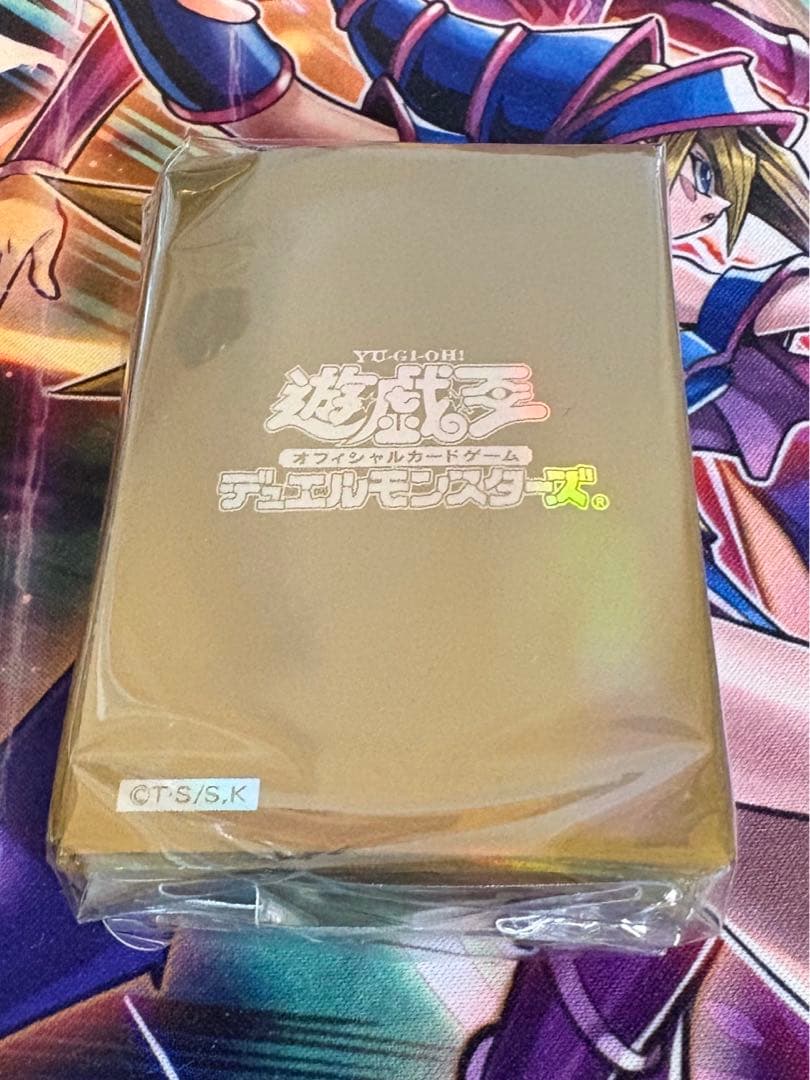 YU-GI-OH!
遊戯王
オフィシャルカードゲーム
デュエルモンスターズ®
©T·S/S,K